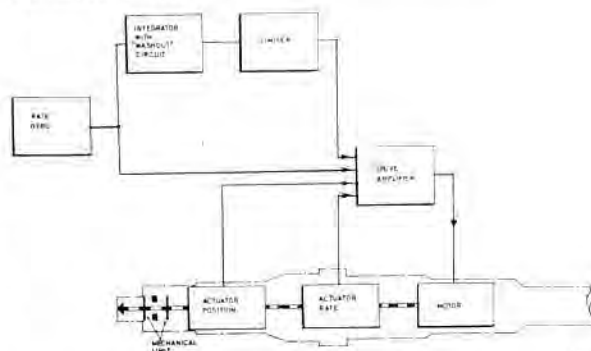 INTEGRATOR
WITH
"WASHOUT"
CIRCUIT
LIMITER
RATE
GYRO
DRIVE
AMPLIFIER
ACTUATOR
POSITION
ACTUATOR
RATE
MOTOR
MECHANICAL
LIMIT